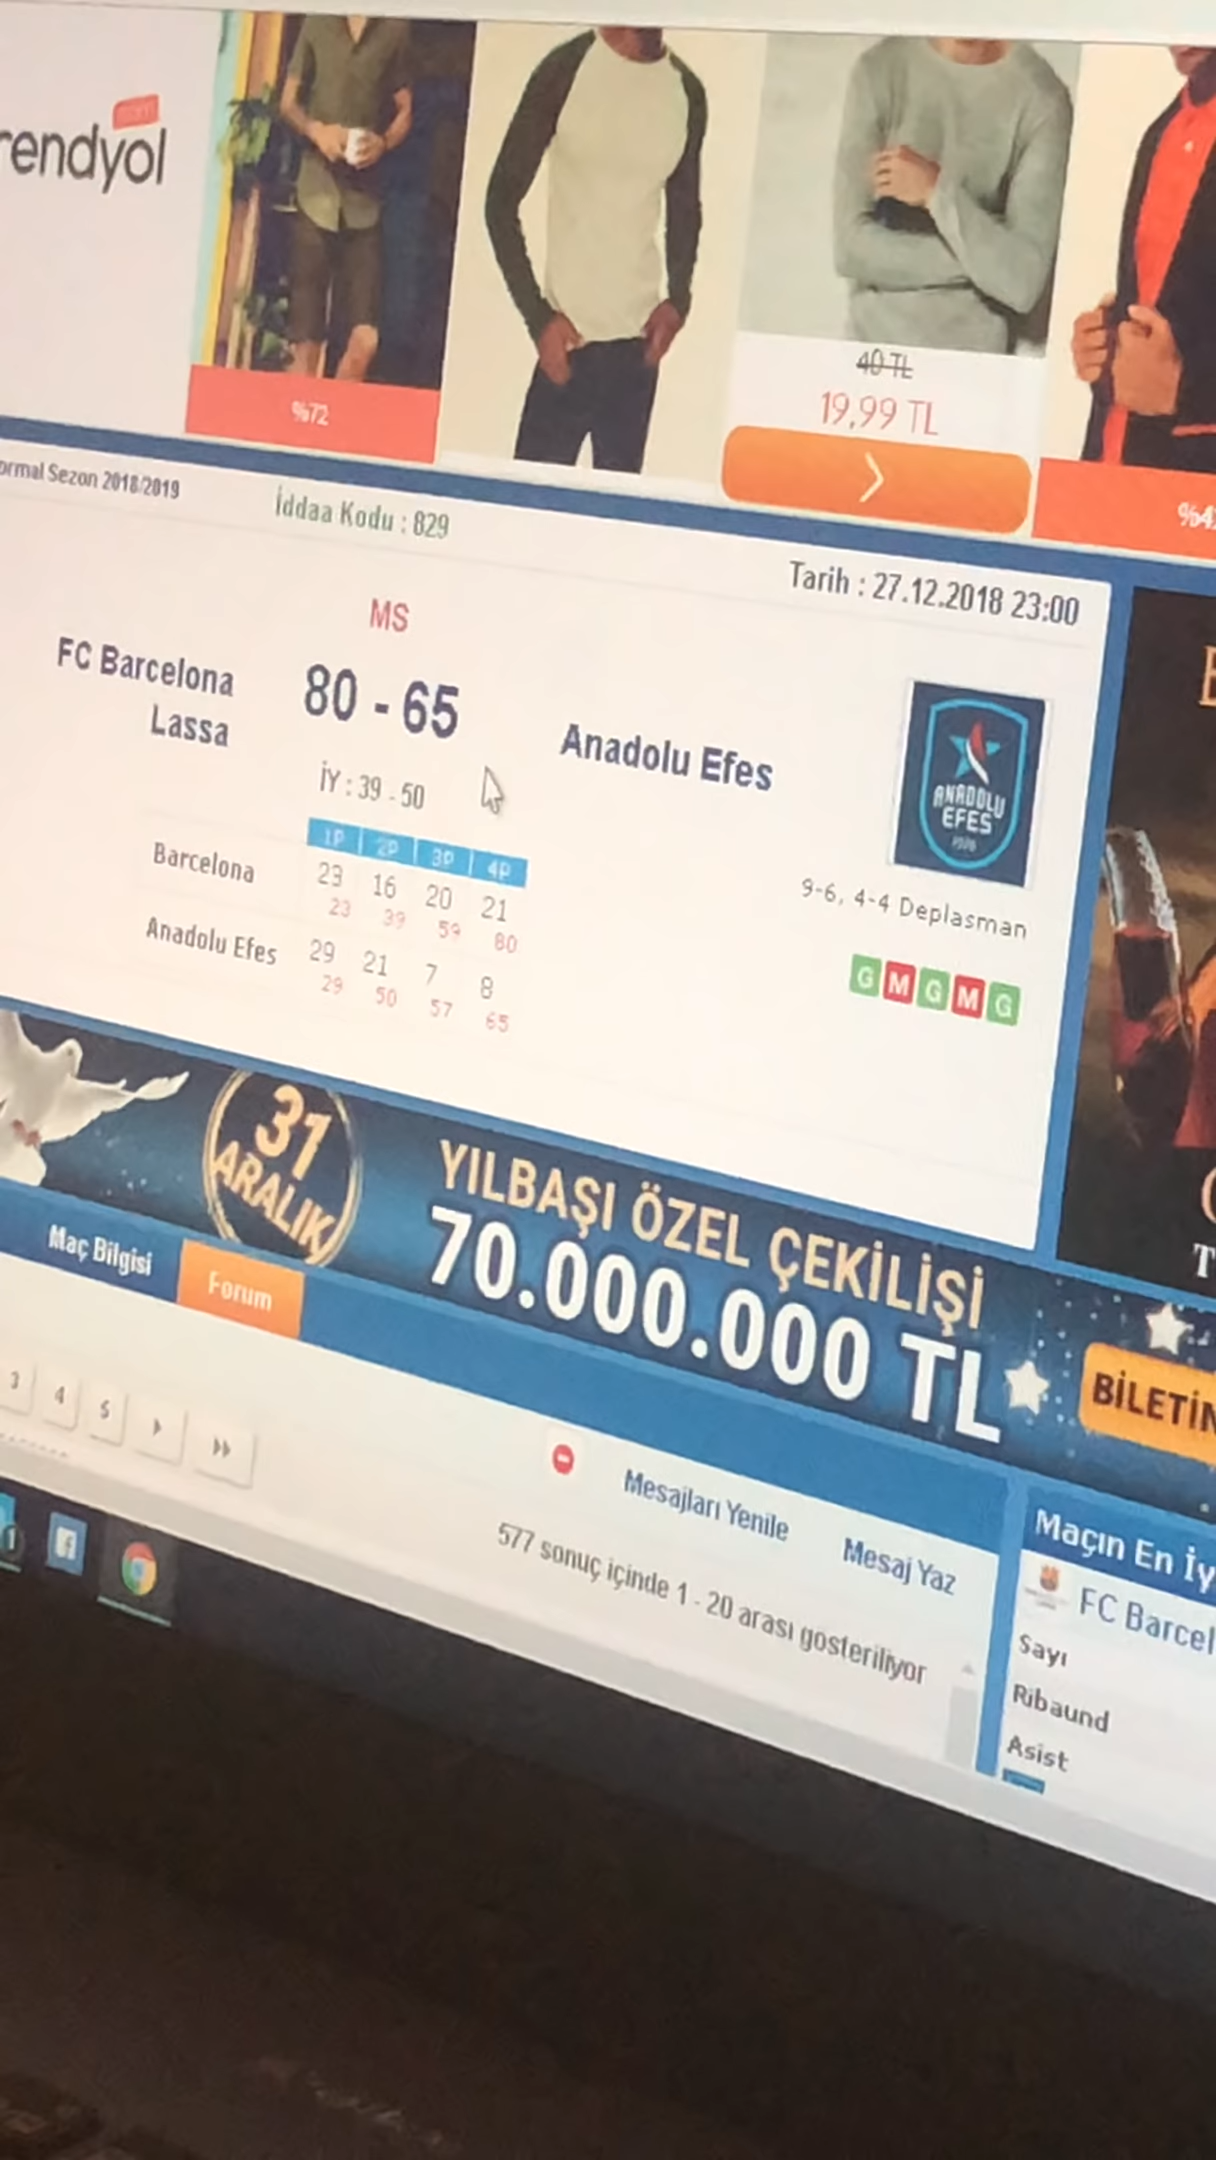 rendyol
%72
40 TL
19,99 TL
ormal Sezon 2018/2019
İddaa Kodu : 829
Tarih : 27.12.2018 23:00
MS
FC Barcelona
Lassa
80 - 65
Anadolu Efes
İY : 39 - 50
ANADOLU
EFES
1P 2P 3P 4P
Barcelona 23 16 20 21
23 39 59 80
Anadolu Efes 29 21 7 8
29 50 57 65
9-6, 4-4 Deplasman
G M G M G
31
ARALIK
YILBAŞI ÖZEL ÇEKİLİŞİ
70.000.000 TL
BİLETİN
Maç Bilgisi
Forum
3 4 5
Mesajları Yenile
Mesaj Yaz
577 sonuç içinde 1 - 20 arası gösteriliyor
Maçın En İy
FC Barcel
Sayı
Ribaund
Asist